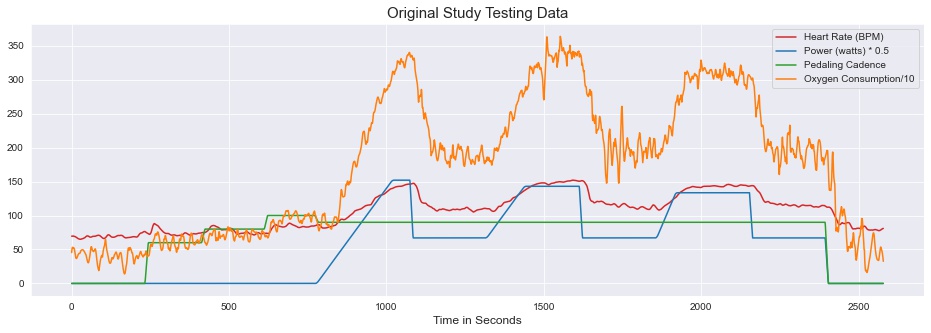 Original Study Testing Data
Heart Rate (BPM)
Power (watts) * 0.5
Pedaling Cadence
Oxygen Consumption/10
350
300
250
200
150
100
50
0
0 500 1000 1500 2000 2500
Time in Seconds